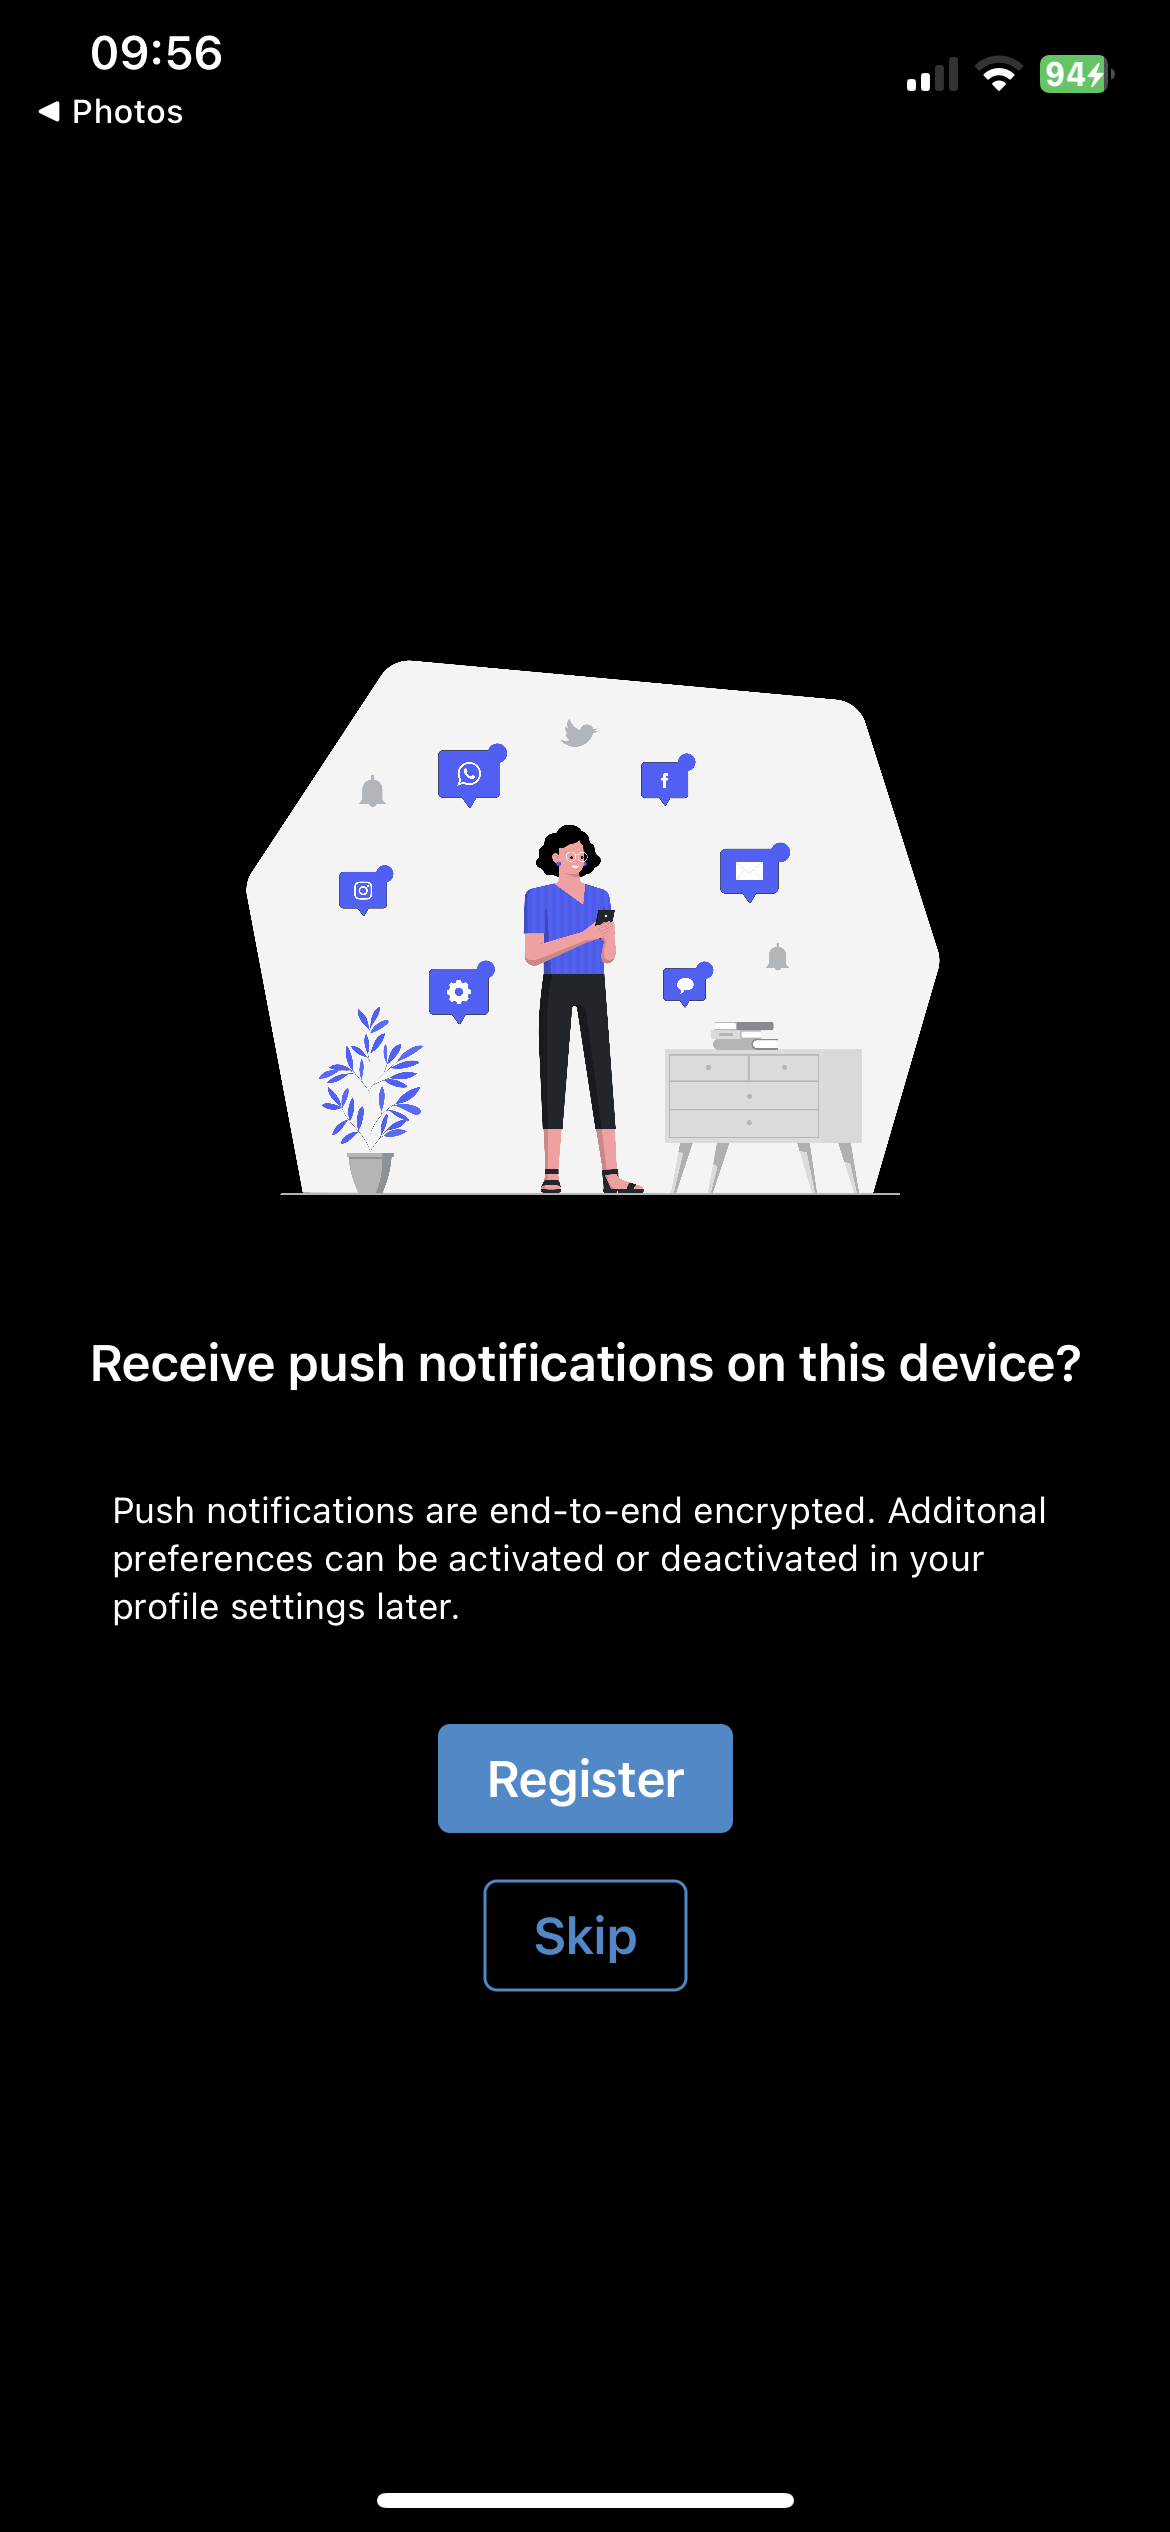 09:56
94
◀ Photos
Receive push notifications on this device?
Push notifications are end-to-end encrypted. Additonal
preferences can be activated or deactivated in your
profile settings later.
Register
Skip